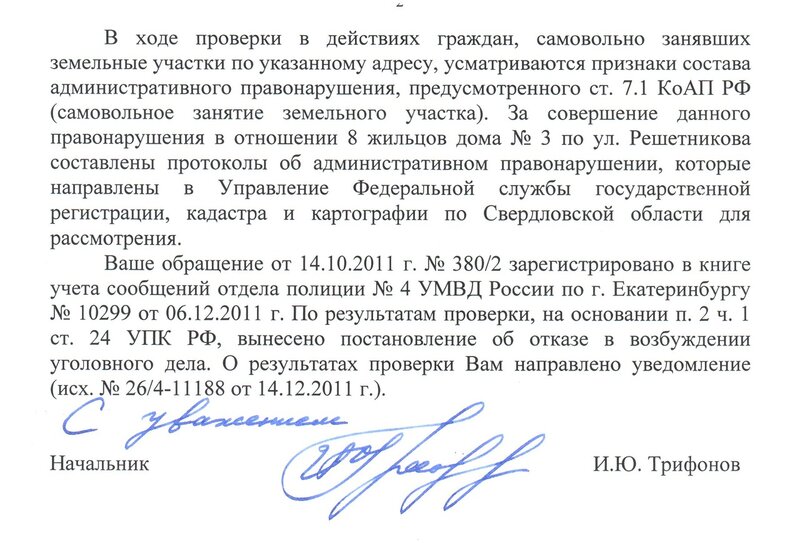 2
В ходе проверки в действиях граждан, самовольно занявших
земельные участки по указанному адресу, усматриваются признаки состава
административного правонарушения, предусмотренного ст. 7.1 КоАП РФ
(самовольное занятие земельного участка). За совершение данного
правонарушения в отношении 8 жильцов дома № 3 по ул. Решетникова
составлены протоколы об административном правонарушении, которые
направлены в Управление Федеральной службы государственной
регистрации, кадастра и картографии по Свердловской области для
рассмотрения.
Ваше обращение от 14.10.2011 г. № 380/2 зарегистрировано в книге
учета сообщений отдела полиции № 4 УМВД России по г. Екатеринбургу
№ 10299 от 06.12.2011 г. По результатам проверки, на основании п. 2 ч. 1
ст. 24 УПК РФ, вынесено постановление об отказе в возбуждении
уголовного дела. О результатах проверки Вам направлено уведомление
(исх. № 26/4-11188 от 14.12.2011 г.).
С уважением
Начальник И.Ю. Трифонов